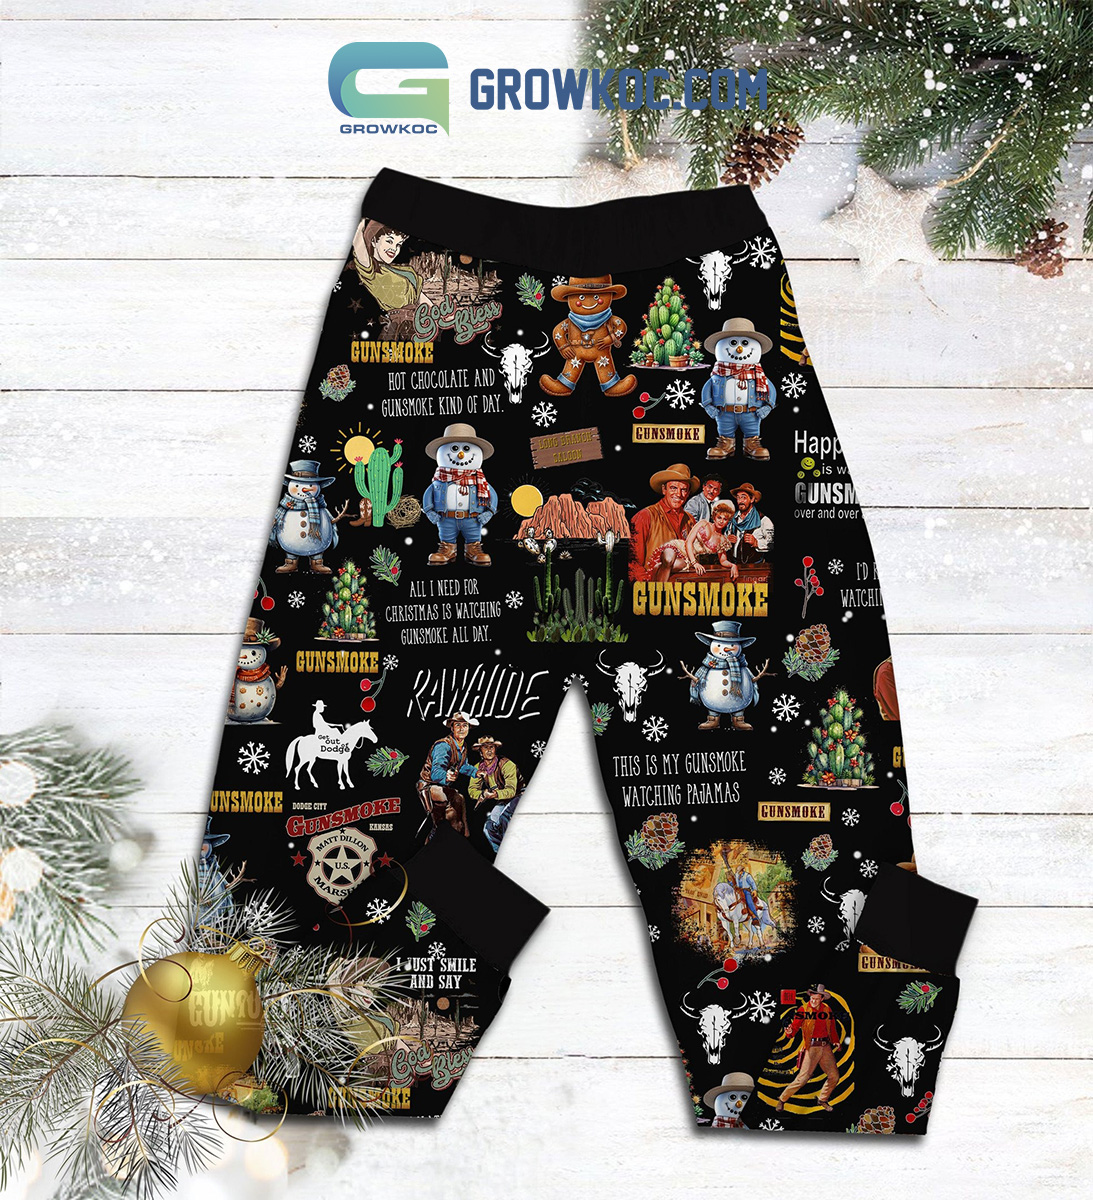 GROWKOC
GROWKOC.COM
God
Bless
GUNSMOKE
HOT CHOCOLATE AND
GUNSMOKE KIND OF DAY.
LONG BRANCH
SALOON
GUNSMOKE
Happ
is w
GUNSM
over and over
GUNSMOKE
ALL I NEED FOR
CHRISTMAS IS WATCHING
GUNSMOKE ALL DAY.
I'D
WATCHI
GUNSMOKE
RAWHIDE
Get
out of
Dodge
THIS IS MY GUNSMOKE
WATCHING PAJAMAS
UNSMOKE
DODGE CITY
GUNSMOKE
KANSAS
MATT DILLON
U.S.
MARSH
GUNSMOKE
I JUST SMILE
AND SAY
God
Bless
GUNSMOKE